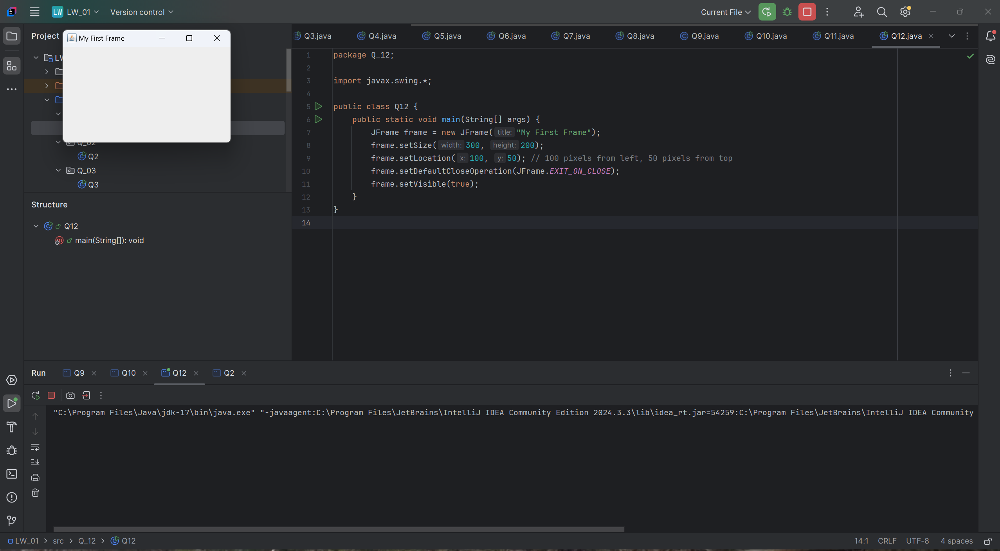 LW LW_01 Version control Current File
Project
My First Frame
Q3.java Q4.java Q5.java Q6.java Q7.java Q8.java Q9.java Q10.java Q11.java Q12.java
Q2
Q_03
Q3
Structure
Q12
main(String[]): void
1 package Q_12;
2
3 import javax.swing.*;
4
5 public class Q12 {
6 public static void main(String[] args) {
7 JFrame frame = new JFrame( title: "My First Frame");
8 frame.setSize( width: 300, height: 200);
9 frame.setLocation( x: 100, y: 50); // 100 pixels from left, 50 pixels from top
10 frame.setDefaultCloseOperation(JFrame.EXIT_ON_CLOSE);
11 frame.setVisible(true);
12 }
13 }
14
Run Q9 Q10 Q12 Q2
"C:\Program Files\Java\jdk-17\bin\java.exe" "-javaagent:C:\Program Files\JetBrains\IntelliJ IDEA Community Edition 2024.3.3\lib\idea_rt.jar=54259:C:\Program Files\JetBrains\IntelliJ IDEA Community
LW_01 > src > Q_12 > Q12 14:1 CRLF UTF-8 4 spaces